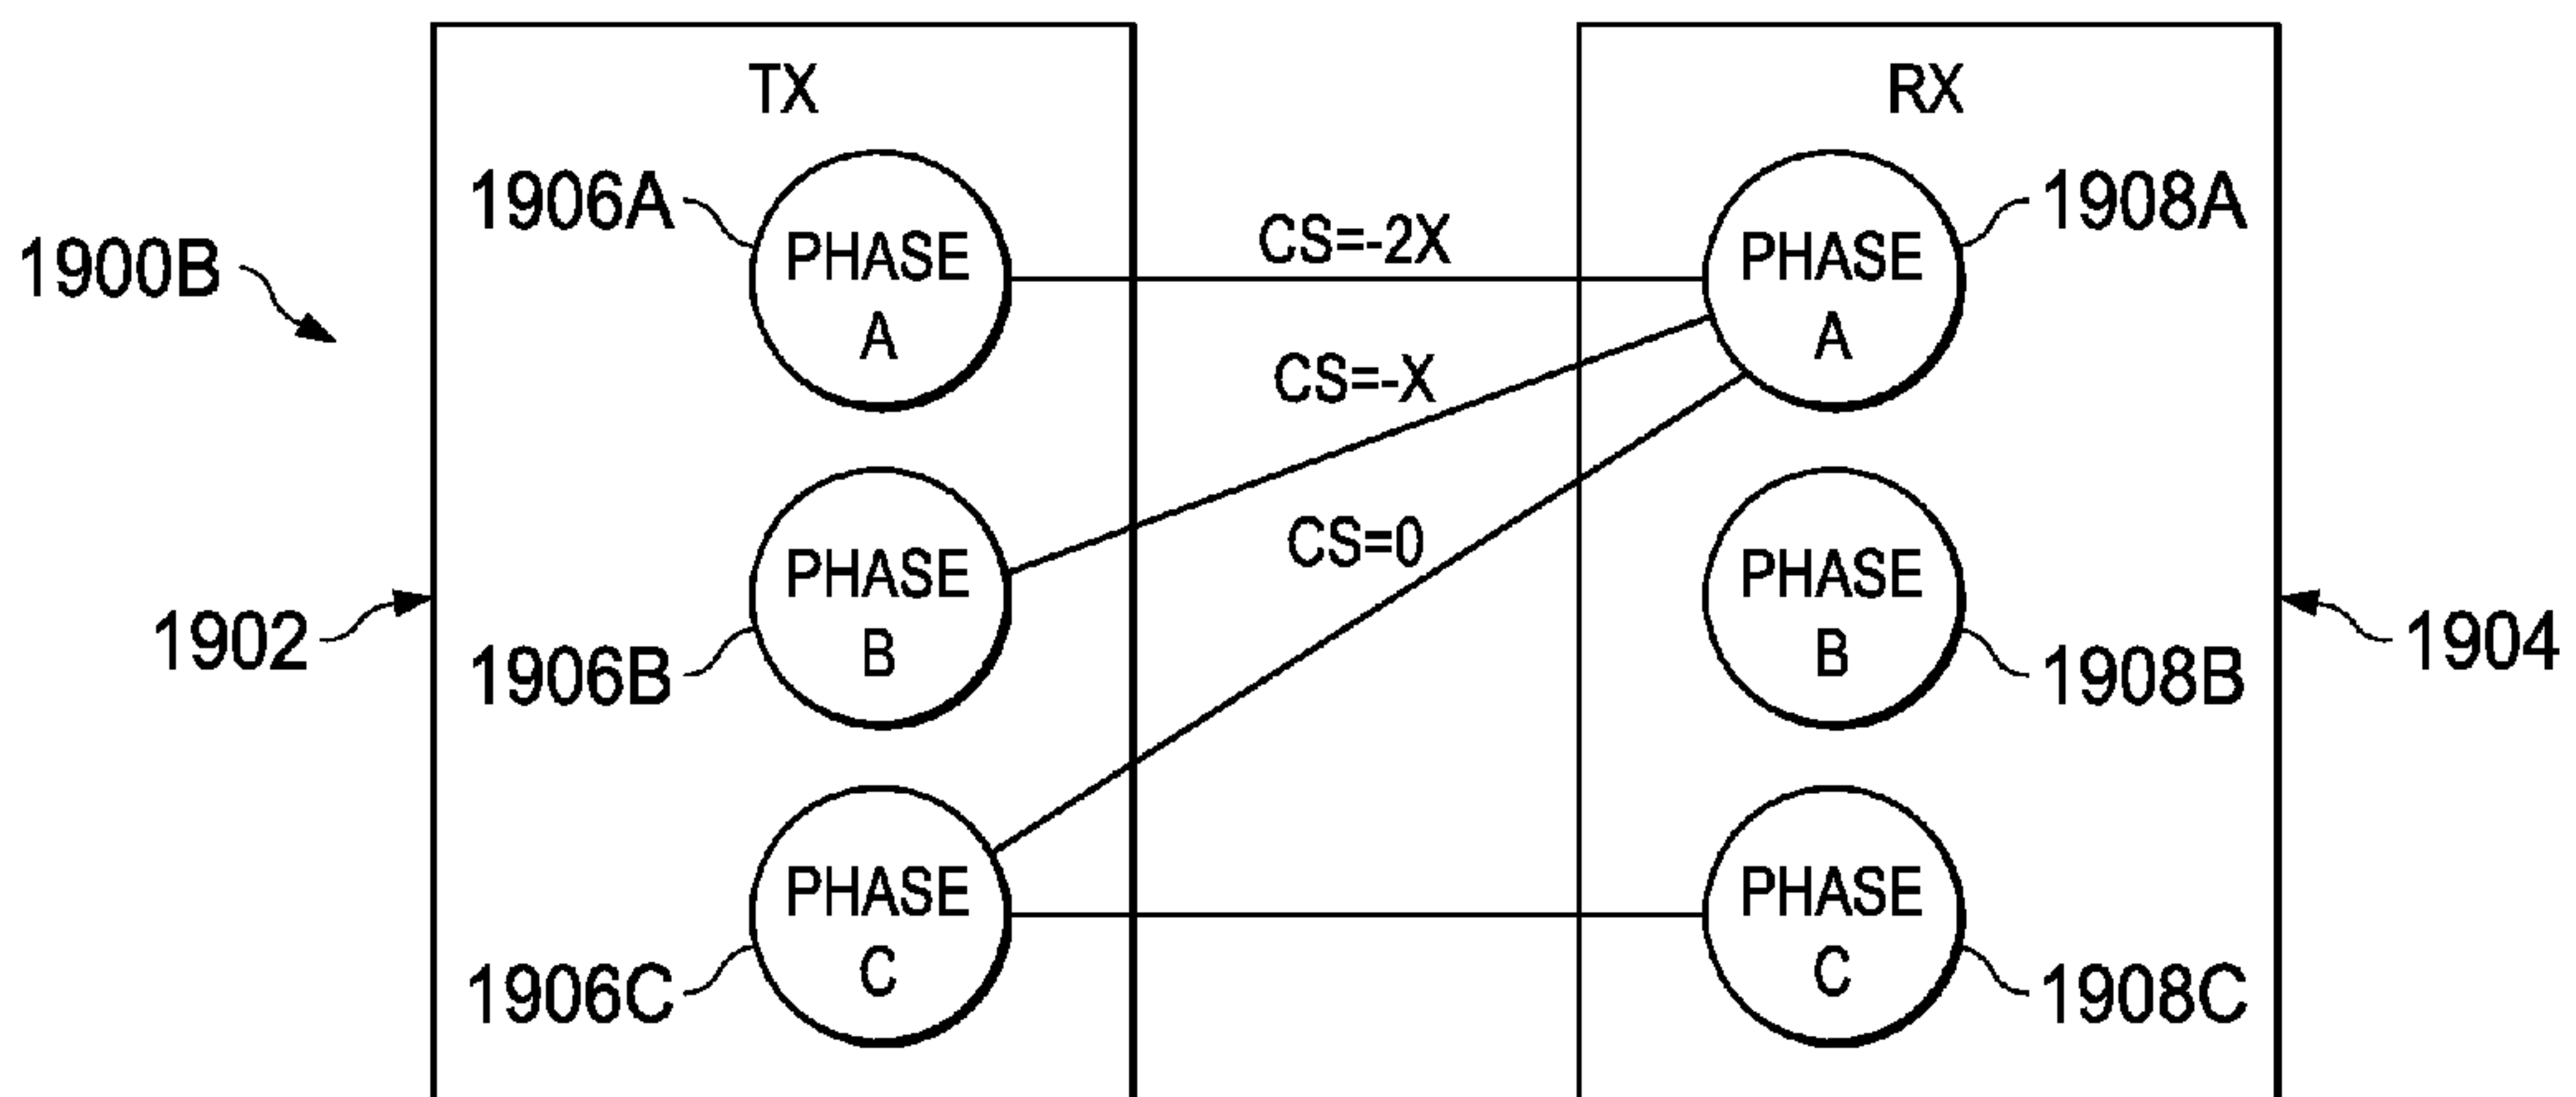 TX
RX
1906A
PHASE
A
CS=-2X
PHASE
A
1908A
1900B
CS=-X
CS=0
1902
1906B
PHASE
B
PHASE
B
1908B
1904
1906C
PHASE
C
PHASE
C
1908C